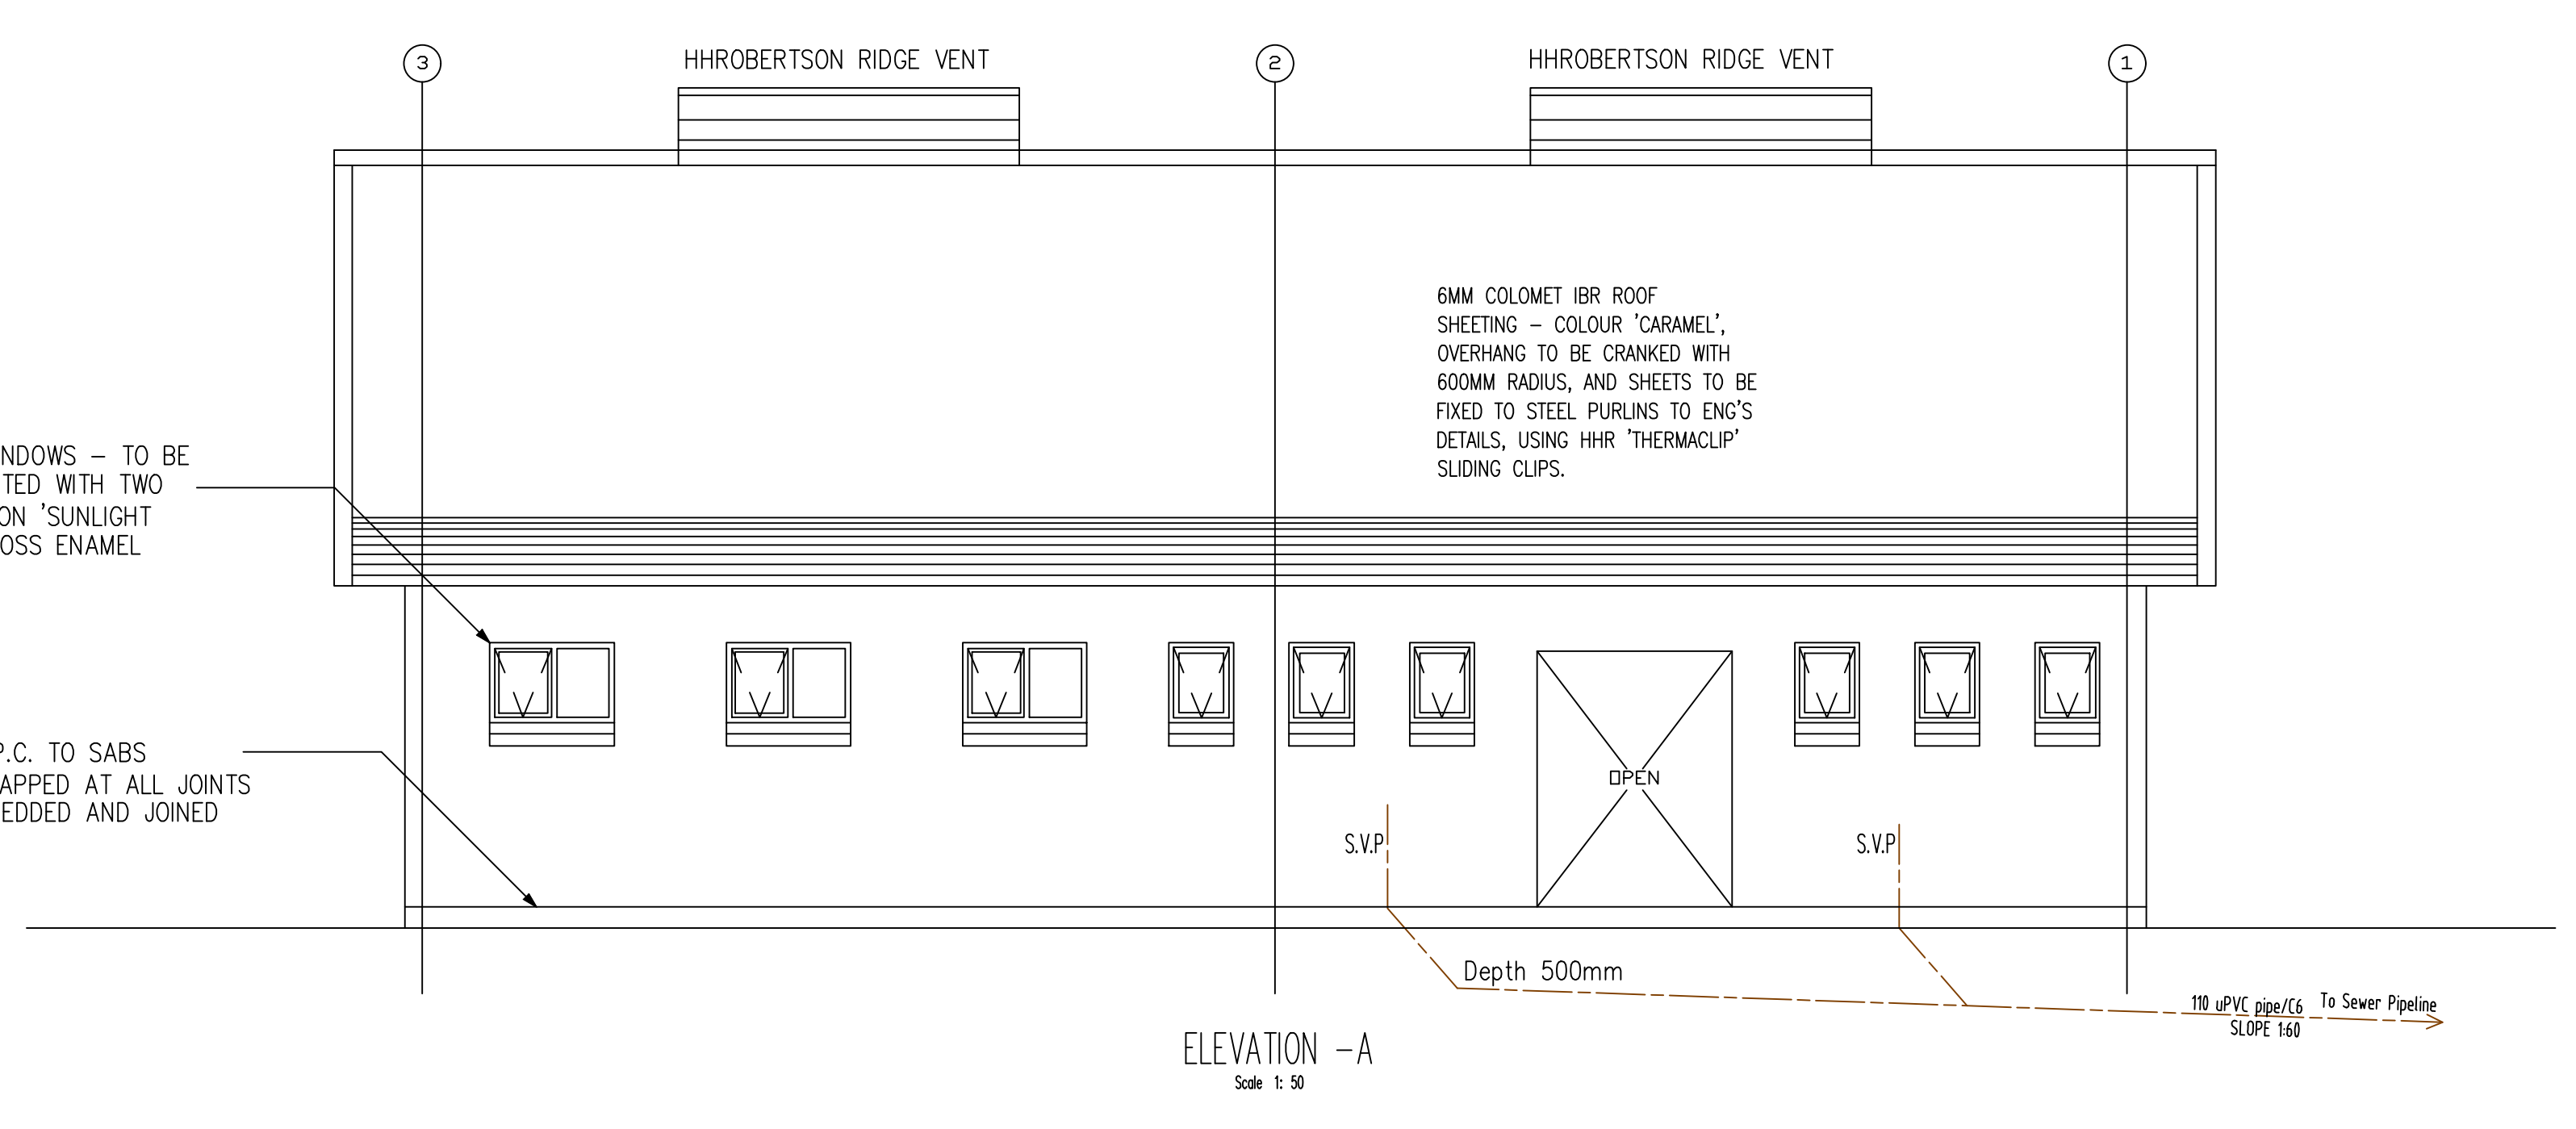 3
HHROBERTSON RIDGE VENT
2
HHROBERTSON RIDGE VENT
1
6MM COLOMET IBR ROOF
SHEETING – COLOUR 'CARAMEL',
OVERHANG TO BE CRANKED WITH
600MM RADIUS, AND SHEETS TO BE
FIXED TO STEEL PURLINS TO ENG'S
DETAILS, USING HHR 'THERMACLIP'
SLIDING CLIPS.
NDOWS – TO BE
TED WITH TWO
ON 'SUNLIGHT
OSS ENAMEL
P.C. TO SABS
APPED AT ALL JOINTS
EDDED AND JOINED
OPEN
S.V.P
S.V.P
Depth 500mm
110 uPVC pipe/C6 To Sewer Pipeline
SLOPE 1:60
ELEVATION –A
Scale 1: 50